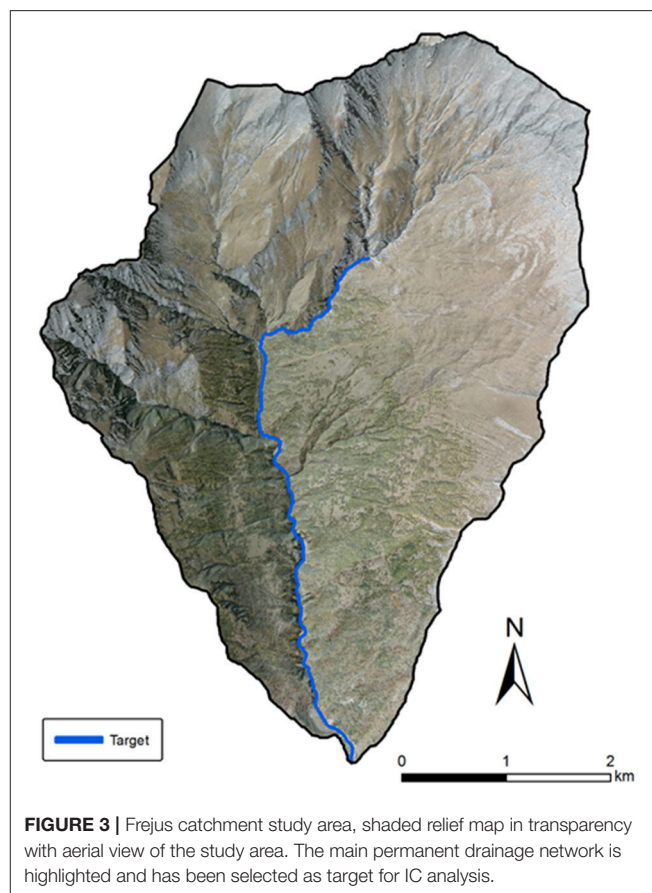 N
Target
0 1 2
km
FIGURE 3 | Frejus catchment study area, shaded relief map in transparency
with aerial view of the study area. The main permanent drainage network is
highlighted and has been selected as target for IC analysis.